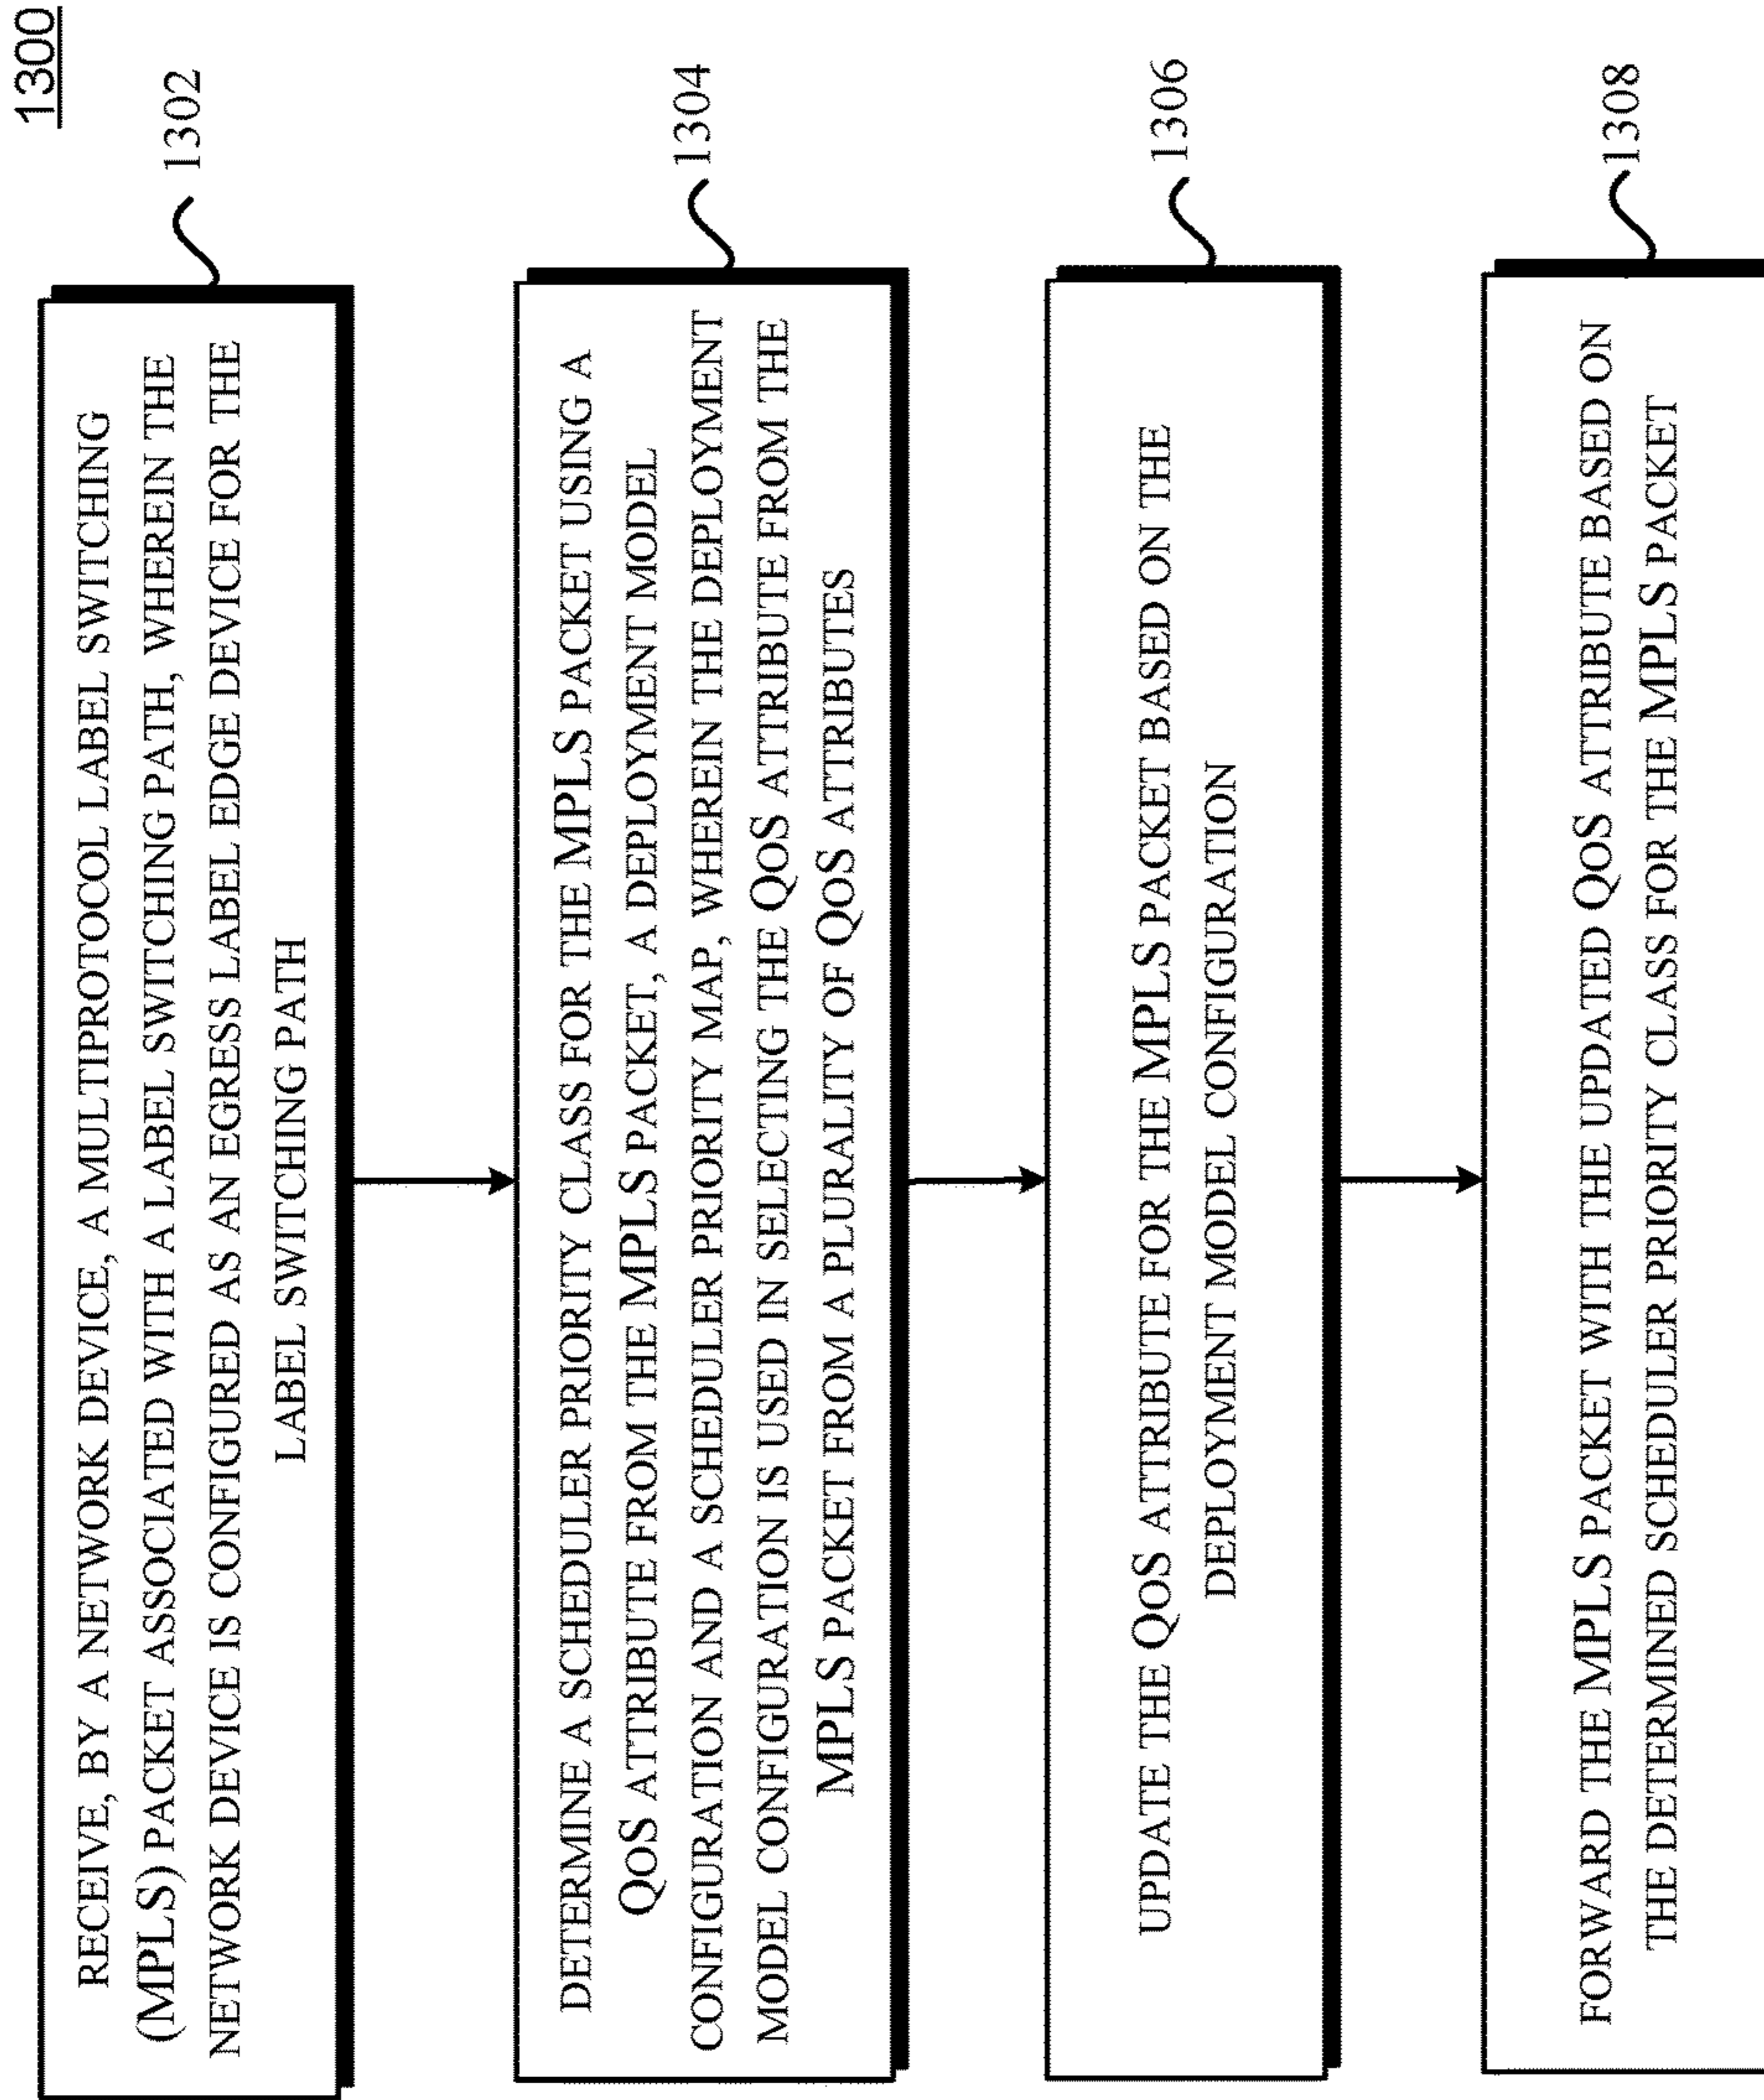 1300
RECEIVE, BY A NETWORK DEVICE, A MULTIPROTOCOL LABEL SWITCHING
(MPLS) PACKET ASSOCIATED WITH A LABEL SWITCHING PATH, WHEREIN THE
NETWORK DEVICE IS CONFIGURED AS AN EGRESS LABEL EDGE DEVICE FOR THE
LABEL SWITCHING PATH
1302
DETERMINE A SCHEDULER PRIORITY CLASS FOR THE MPLS PACKET USING A
QOS ATTRIBUTE FROM THE MPLS PACKET, A DEPLOYMENT MODEL
CONFIGURATION AND A SCHEDULER PRIORITY MAP, WHEREIN THE DEPLOYMENT
MODEL CONFIGURATION IS USED IN SELECTING THE QOS ATTRIBUTE FROM THE
MPLS PACKET FROM A PLURALITY OF QOS ATTRIBUTES
1304
UPDATE THE QOS ATTRIBUTE FOR THE MPLS PACKET BASED ON THE
DEPLOYMENT MODEL CONFIGURATION
1306
FORWARD THE MPLS PACKET WITH THE UPDATED QOS ATTRIBUTE BASED ON
THE DETERMINED SCHEDULER PRIORITY CLASS FOR THE MPLS PACKET
1308